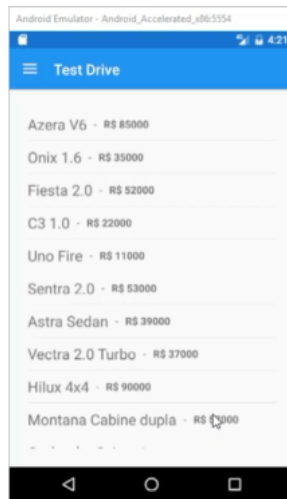 Android Emulator - Android_Accelerated_x86:5554
4:21
Test Drive
Azera V6 - R$ 85000
Onix 1.6 - R$ 35000
Fiesta 2.0 - R$ 52000
C3 1.0 - R$ 22000
Uno Fire - R$ 11000
Sentra 2.0 - R$ 53000
Astra Sedan - R$ 39000
Vectra 2.0 Turbo - R$ 37000
Hilux 4x4 - R$ 90000
Montana Cabine dupla - R$